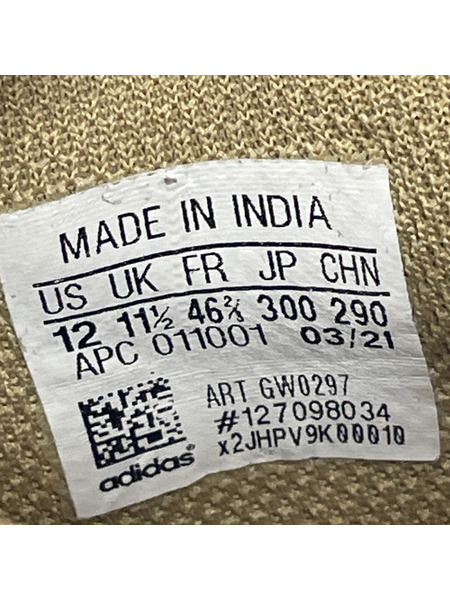 MADE IN INDIA
US UK FR JP CHN
12 11½ 46⅔ 300 290
APC 011001 03/21
ART GW0297
#127098034
x2JHPV9K00010
adidas